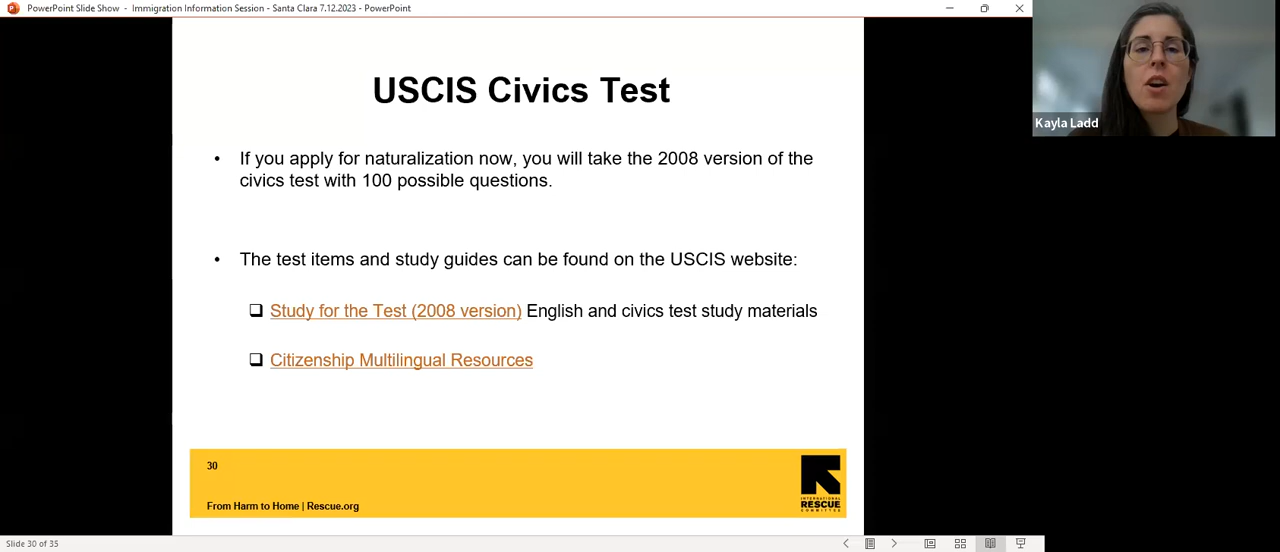 PowerPoint Slide Show - Immigration Information Session - Santa Clara 7.12.2023 - PowerPoint
Kayla Ladd
USCIS Civics Test
• If you apply for naturalization now, you will take the 2008 version of the
civics test with 100 possible questions.
• The test items and study guides can be found on the USCIS website:
❑ Study for the Test (2008 version) English and civics test study materials
❑ Citizenship Multilingual Resources
30
From Harm to Home | Rescue.org
INTERNATIONAL
RESCUE
COMMITTEE
Slide 30 of 35